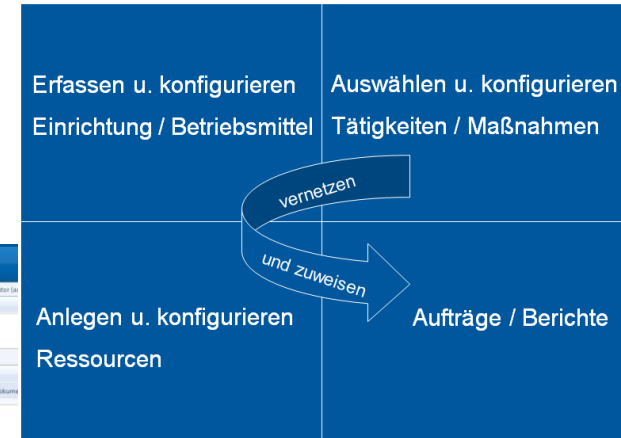 Erfassen u. konfigurieren
Einrichtung / Betriebsmittel
Auswählen u. konfigurieren
Tätigkeiten / Maßnahmen
vernetzen
und zuweisen
Anlegen u. konfigurieren
Ressourcen
Aufträge / Berichte